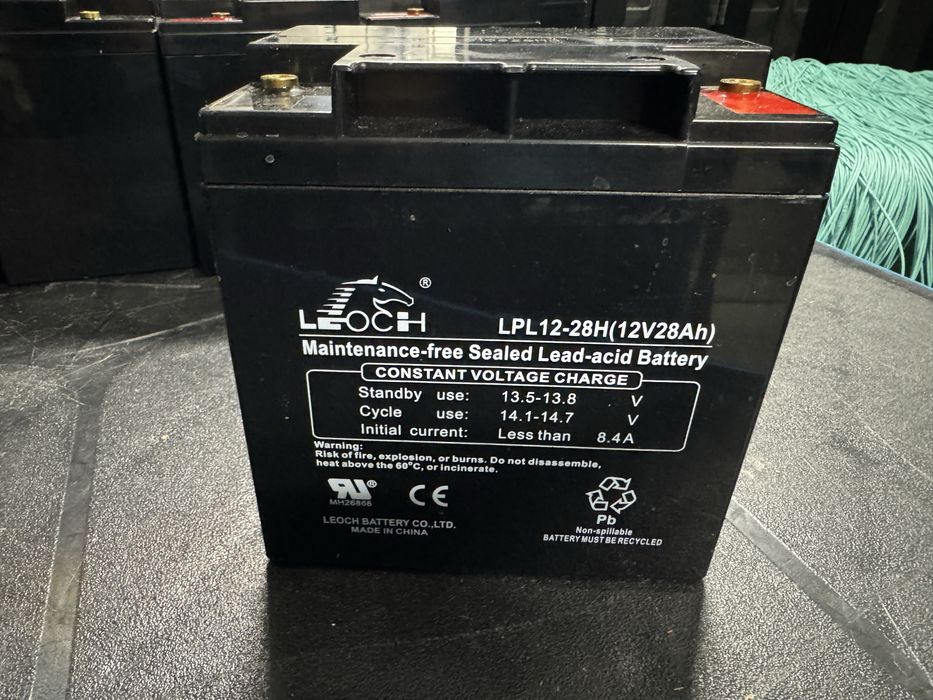 ®
LEOCH
LPL12-28H(12V28Ah)
Maintenance-free Sealed Lead-acid Battery
CONSTANT VOLTAGE CHARGE
Standby use: 13.5-13.8 V
Cycle use: 14.1-14.7 V
Initial current: Less than 8.4A
Warning:
Risk of fire, explosion, or burns. Do not disassemble,
heat above the 60°C, or incinerate.
RU®
MH26866
CE
LEOCH BATTERY CO.,LTD.
MADE IN CHINA
Pb
Non-spillable
BATTERY MUST BE RECYCLED